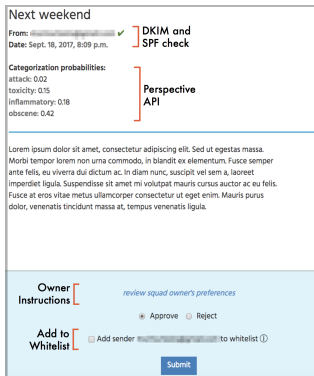 Next weekend
From: ✔
DKIM and
SPF check
Date: Sept. 18, 2017, 8:09 p.m.
Categorization probabilities:
attack: 0.02
toxicity: 0.15
inflammatory: 0.18
obscene: 0.42
Perspective
API
Lorem ipsum dolor sit amet, consectetur adipiscing elit. Sed ut egestas massa.
Morbi tempor lorem non urna commodo, in blandit ex elementum. Fusce semper
ante felis, eu viverra dui dictum ac. In diam nunc, suscipit vel sem a, laoreet
imperdiet ligula. Suspendisse sit amet mi volutpat mauris cursus auctor ac eu felis.
Fusce at eros vitae metus ullamcorper consectetur ut eget enim. Mauris purus
dolor, venenatis tincidunt massa at, tempus venenatis ligula.
Owner
Instructions
review squad owner's preferences
Approve Reject
Add to
Whitelist
Add sender to whitelist ⓘ
Submit